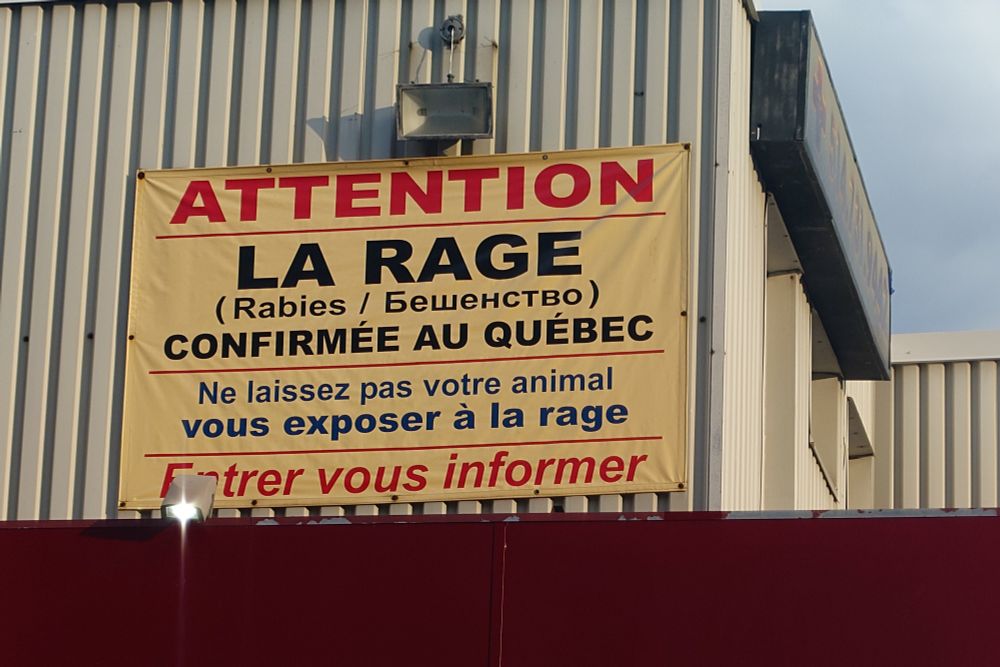 ATTENTION
LA RAGE
(Rabies / Бешенство)
CONFIRMÉE AU QUÉBEC
Ne laissez pas votre animal
vous exposer à la rage
Entrer vous informer